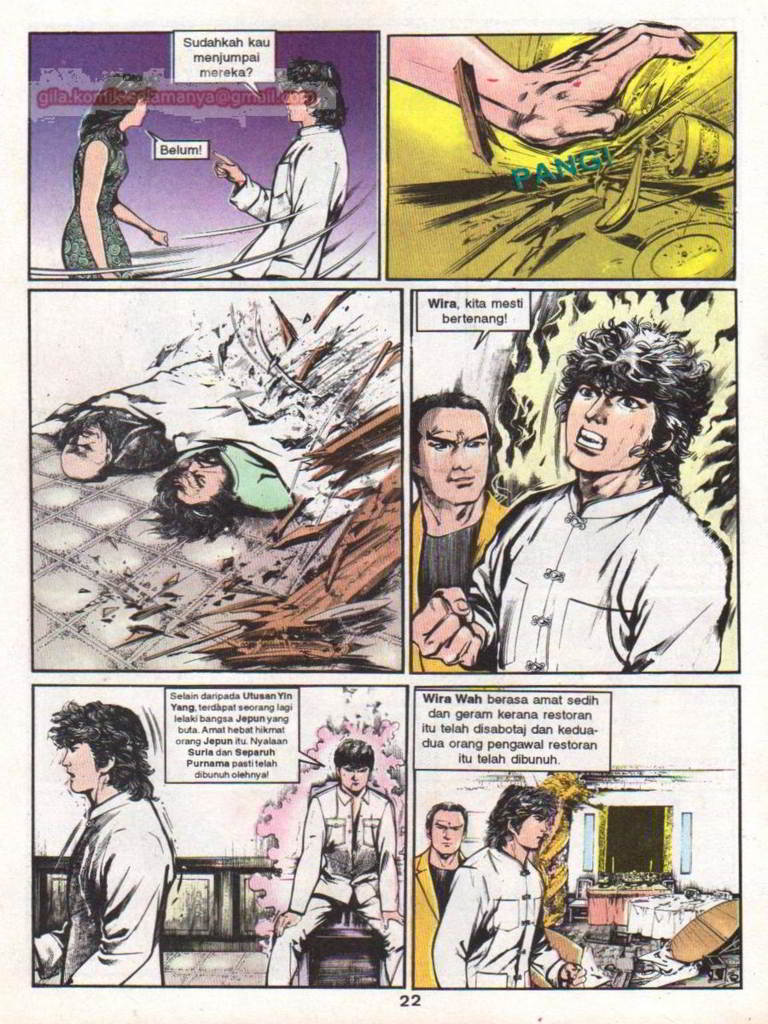 Sudahkah kau
menjumpai
mereka?
gila.komik-selamanya@gmail.com
Belum!
PANG!
Wira, kita mesti
bertenang!
Selain daripada Utusan Yin
Yang, terdapat seorang lagi
lelaki bangsa Jepun yang
buta. Amat hebat hikmat
orang Jepun itu. Nyalaan
Suria dan Separuh
Purnama pasti telah
dibunuh olehnya!
Wira Wah berasa amat sedih
dan geram kerana restoran
itu telah disabotaj dan kedua-
dua orang pengawal restoran
itu telah dibunuh.
22